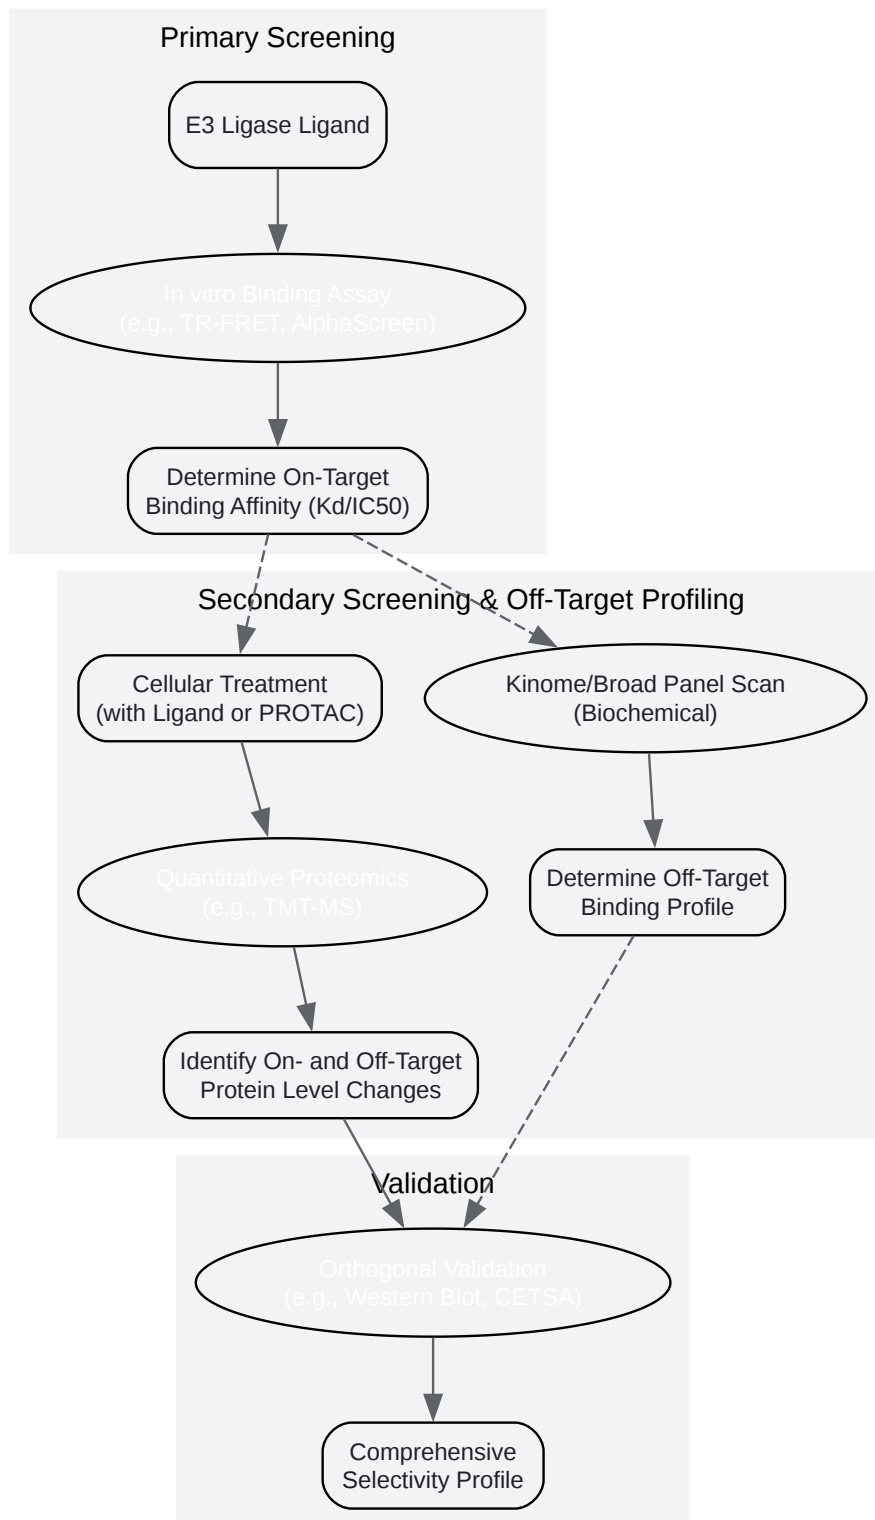 Primary Screening
E3 Ligase Ligand
In vitro Binding Assay
(e.g., TR-FRET, AlphaScreen)
Determine On-Target
Binding Affinity (Kd/IC50)
Secondary Screening & Off-Target Profiling
Cellular Treatment
(with Ligand or PROTAC)
Kinome/Broad Panel Scan
(Biochemical)
Quantitative Proteomics
(e.g., TMT-MS)
Determine Off-Target
Binding Profile
Identify On- and Off-Target
Protein Level Changes
Validation
Orthogonal Validation
(e.g., Western Blot, CETSA)
Comprehensive
Selectivity Profile